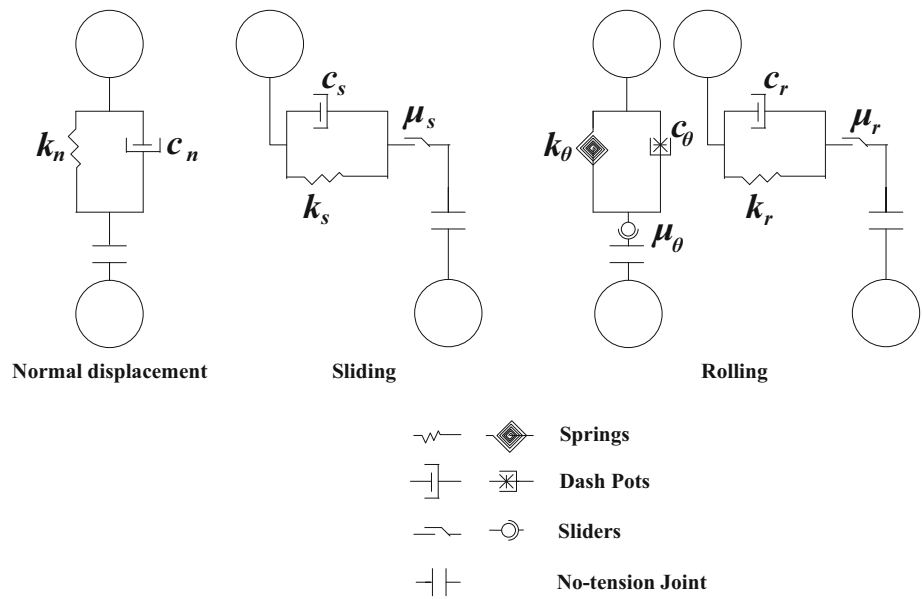 k_n
c_n
c_s
μ_s
k_s
k_θ
c_θ
μ_θ
c_r
μ_r
k_r
Normal displacement
Sliding
Rolling
Springs
Dash Pots
Sliders
No-tension Joint